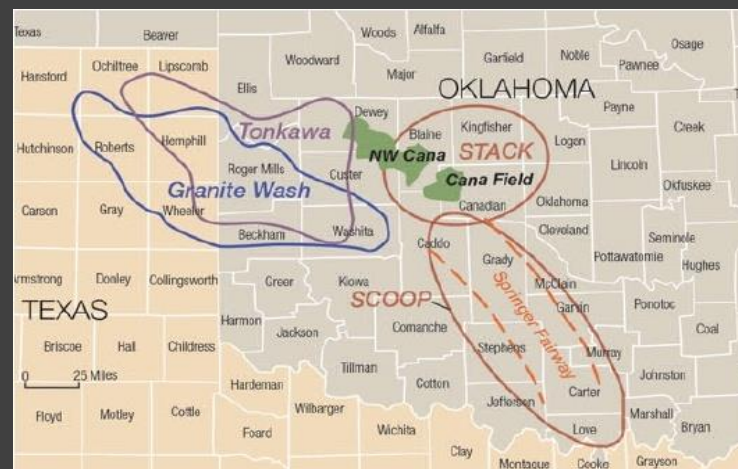 Texas
Beaver
Woods
Alfalfa
Osage
Hansford
Ochiltree
Lipscomb
Woodward
Garfield
Noble
Pawnee
Ellis
Major
OKLAHOMA
Payne
Dewey
Creek
Hutchinson
Roberts
Hemphill
Tonkawa
Blaine
Kingfisher
Logan
NW Cana
STACK
Lincoln
Roger Mills
Custer
Okfuskee
Granite Wash
Cana Field
Carson
Gray
Wheeler
Canadian
Oklahoma
Beckham
Washita
Cleveland
Seminole
Caddo
Pottawatomie
Hughes
Grady
Armstrong
Donley
Collingsworth
Greer
Kiowa
McClain
TEXAS
SCOOP
Springer Fairway
Garvin
Ponotoc
Harmon
Jackson
Comanche
Coal
Briscoe
Hall
Childress
Stephens
Murray
Tillman
Johnston
0 25 Miles
Hardeman
Cotton
Carter
Jefferson
Floyd
Motley
Cottle
Wilbarger
Marshall
Bryan
Foard
Wichita
Love
Clay
Montague
Cooke
Grayson